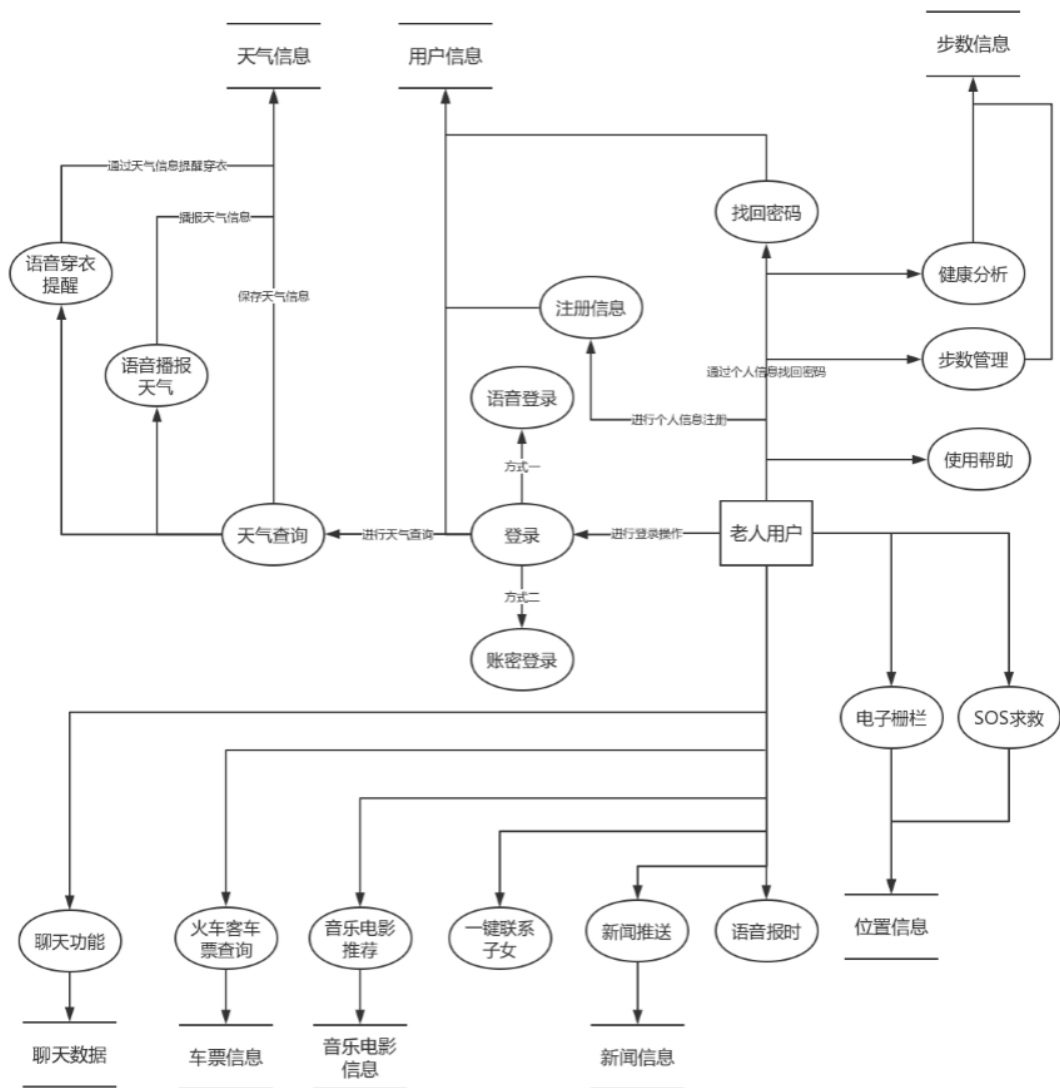 天气信息
用户信息
步数信息
通过天气信息提醒穿衣
播报天气信息
找回密码
语音穿衣
提醒
保存天气信息
注册信息
健康分析
语音播报
天气
语音登录
通过个人信息找回密码
步数管理
进行个人信息注册
方式一
使用帮助
天气查询
进行天气查询
登录
进行登录操作
老人用户
方式二
账密登录
电子栅栏
SOS求救
聊天功能
火车客车
票查询
音乐电影
推荐
一键联系
子女
新闻推送
语音报时
位置信息
聊天数据
车票信息
音乐电影
信息
新闻信息